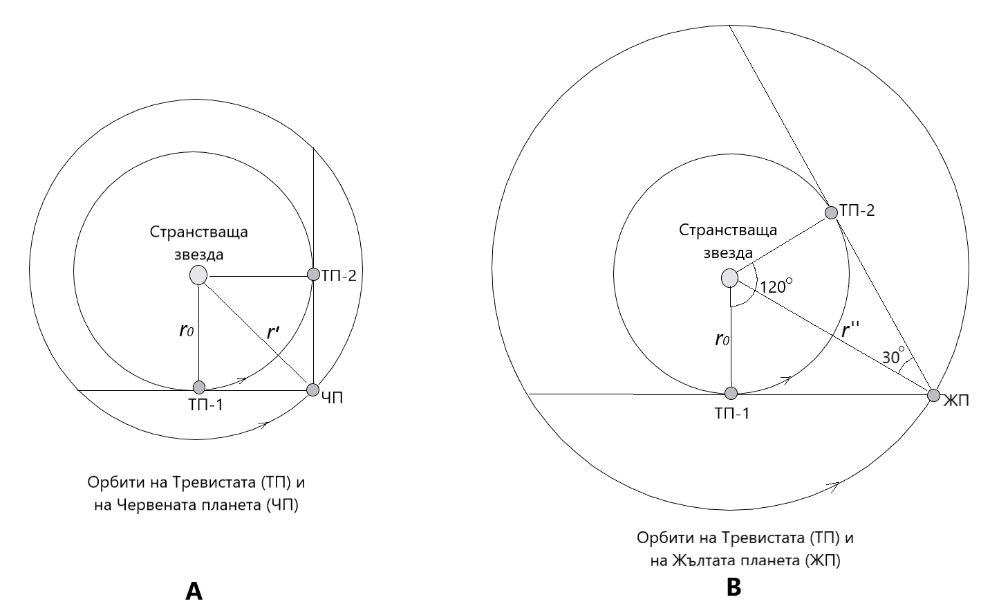 Странстваща
звезда
ТП-2
r0
r'
ТП-1
ЧП
Орбити на Тревистата (ТП) и
на Червената планета (ЧП)
A
Странстваща
звезда
ТП-2
120°
r0
r''
30°
ТП-1
ЖП
Орбити на Тревистата (ТП) и
на Жълтата планета (ЖП)
B